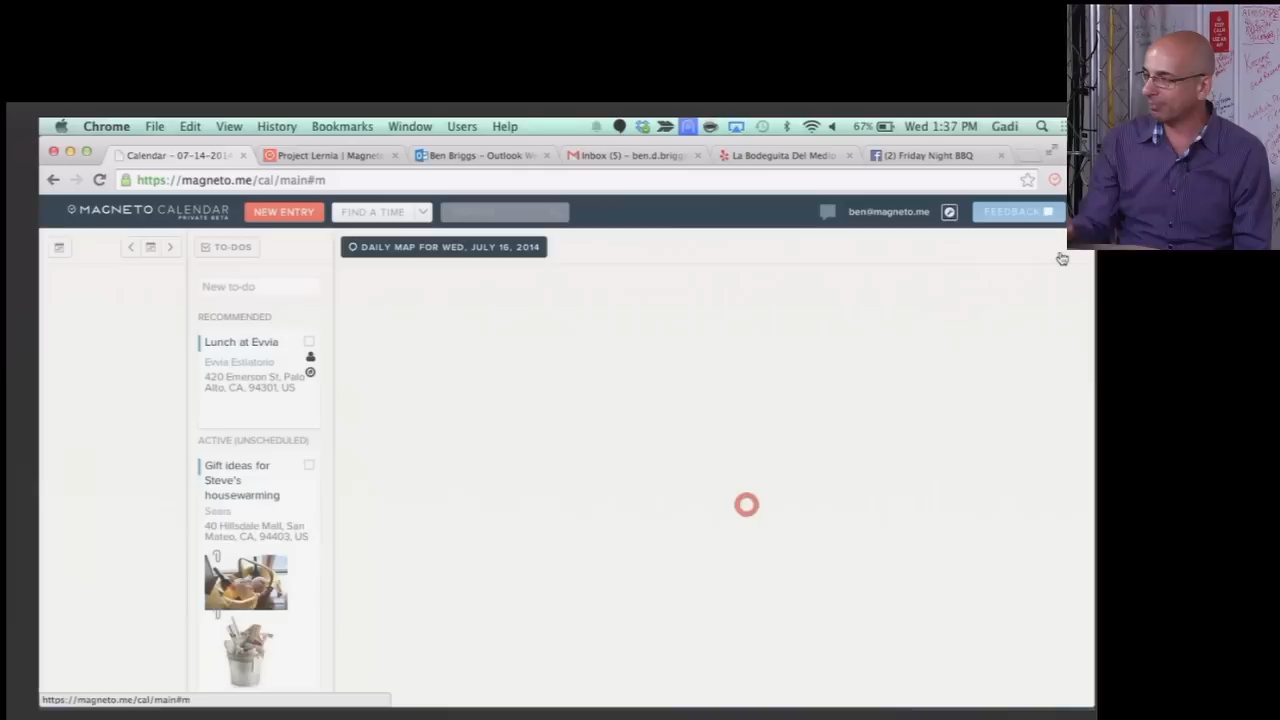 KEEP CALM
Chrome File Edit View History Bookmarks Window Users Help 67% Wed 1:37 PM Gadi
Calendar – 07-14-201 Project Lernia | Magnet Ben Briggs – Outlook W Inbox (5) – ben.d.brigg La Bodeguita Del Medio (2) Friday Night BBQ
https://magneto.me/cal/main#m
MAGNETO CALENDAR
PRIVATE BETA
NEW ENTRY FIND A TIME ben@magneto.me FEEDBACK
TO-DOS DAILY MAP FOR WED, JULY 16, 2014
New to-do
RECOMMENDED
Lunch at Evvia
Evvia Estiatorio
420 Emerson St, Palo
Alto, CA, 94301, US
ACTIVE (UNSCHEDULED)
Gift ideas for
Steve's
housewarming
Sears
40 Hillsdale Mall, San
Mateo, CA, 94403, US
https://magneto.me/cal/main#m